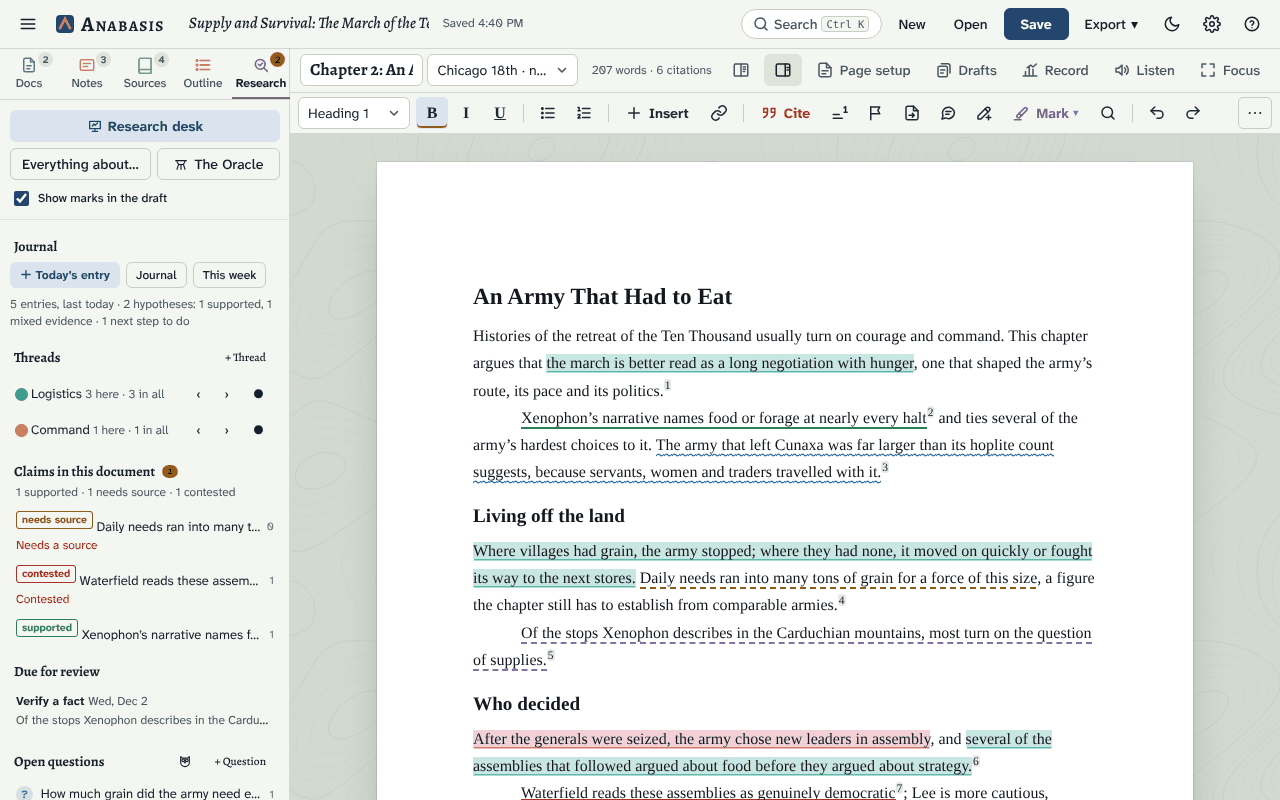 Anabasis
Supply and Survival: The March of the Te
Saved 4:40 PM
Search Ctrl K
New
Open
Save
Export ▾
Docs 2
Notes 3
Sources 4
Outline
Research 2
Chapter 2: An A
Chicago 18th · n...
207 words · 6 citations
Page setup
Drafts
Record
Listen
Focus
Heading 1
B I U
Insert
Cite
Mark ▾
Research desk
Everything about...
The Oracle
Show marks in the draft
Journal
+ Today's entry
Journal
This week
5 entries, last today · 2 hypotheses: 1 supported, 1
mixed evidence · 1 next step to do
Threads
+ Thread
Logistics 3 here · 3 in all ‹ ›
Command 1 here · 1 in all ‹ ›
Claims in this document 2
1 supported · 1 needs source · 1 contested
needs source Daily needs ran into many t... 0
Needs a source
contested Waterfield reads these assem... 1
Contested
supported Xenophon's narrative names f... 1
Due for review
Verify a fact Wed, Dec 2
Of the stops Xenophon describes in the Cardu...
Open questions
+ Question
? How much grain did the army need e... 1
An Army That Had to Eat
Histories of the retreat of the Ten Thousand usually turn on courage and command. This chapter
argues that the march is better read as a long negotiation with hunger, one that shaped the army’s
route, its pace and its politics.1
Xenophon’s narrative names food or forage at nearly every halt2 and ties several of the
army’s hardest choices to it. The army that left Cunaxa was far larger than its hoplite count
suggests, because servants, women and traders travelled with it.3
Living off the land
Where villages had grain, the army stopped; where they had none, it moved on quickly or fought
its way to the next stores. Daily needs ran into many tons of grain for a force of this size, a figure
the chapter still has to establish from comparable armies.4
Of the stops Xenophon describes in the Carduchian mountains, most turn on the question
of supplies.5
Who decided
After the generals were seized, the army chose new leaders in assembly, and several of the
assemblies that followed argued about food before they argued about strategy.6
Waterfield reads these assemblies as genuinely democratic7; Lee is more cautious,